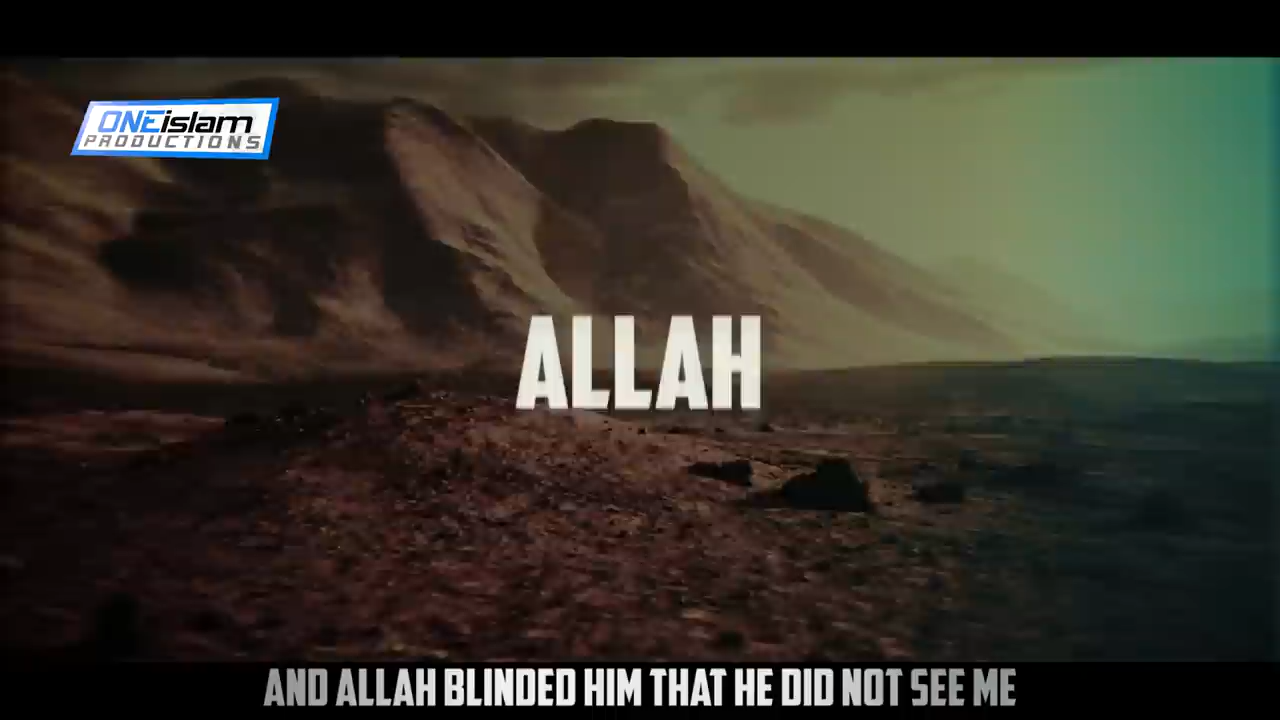 ONEislam
PRODUCTIONS
ALLAH
AND ALLAH BLINDED HIM THAT HE DID NOT SEE ME